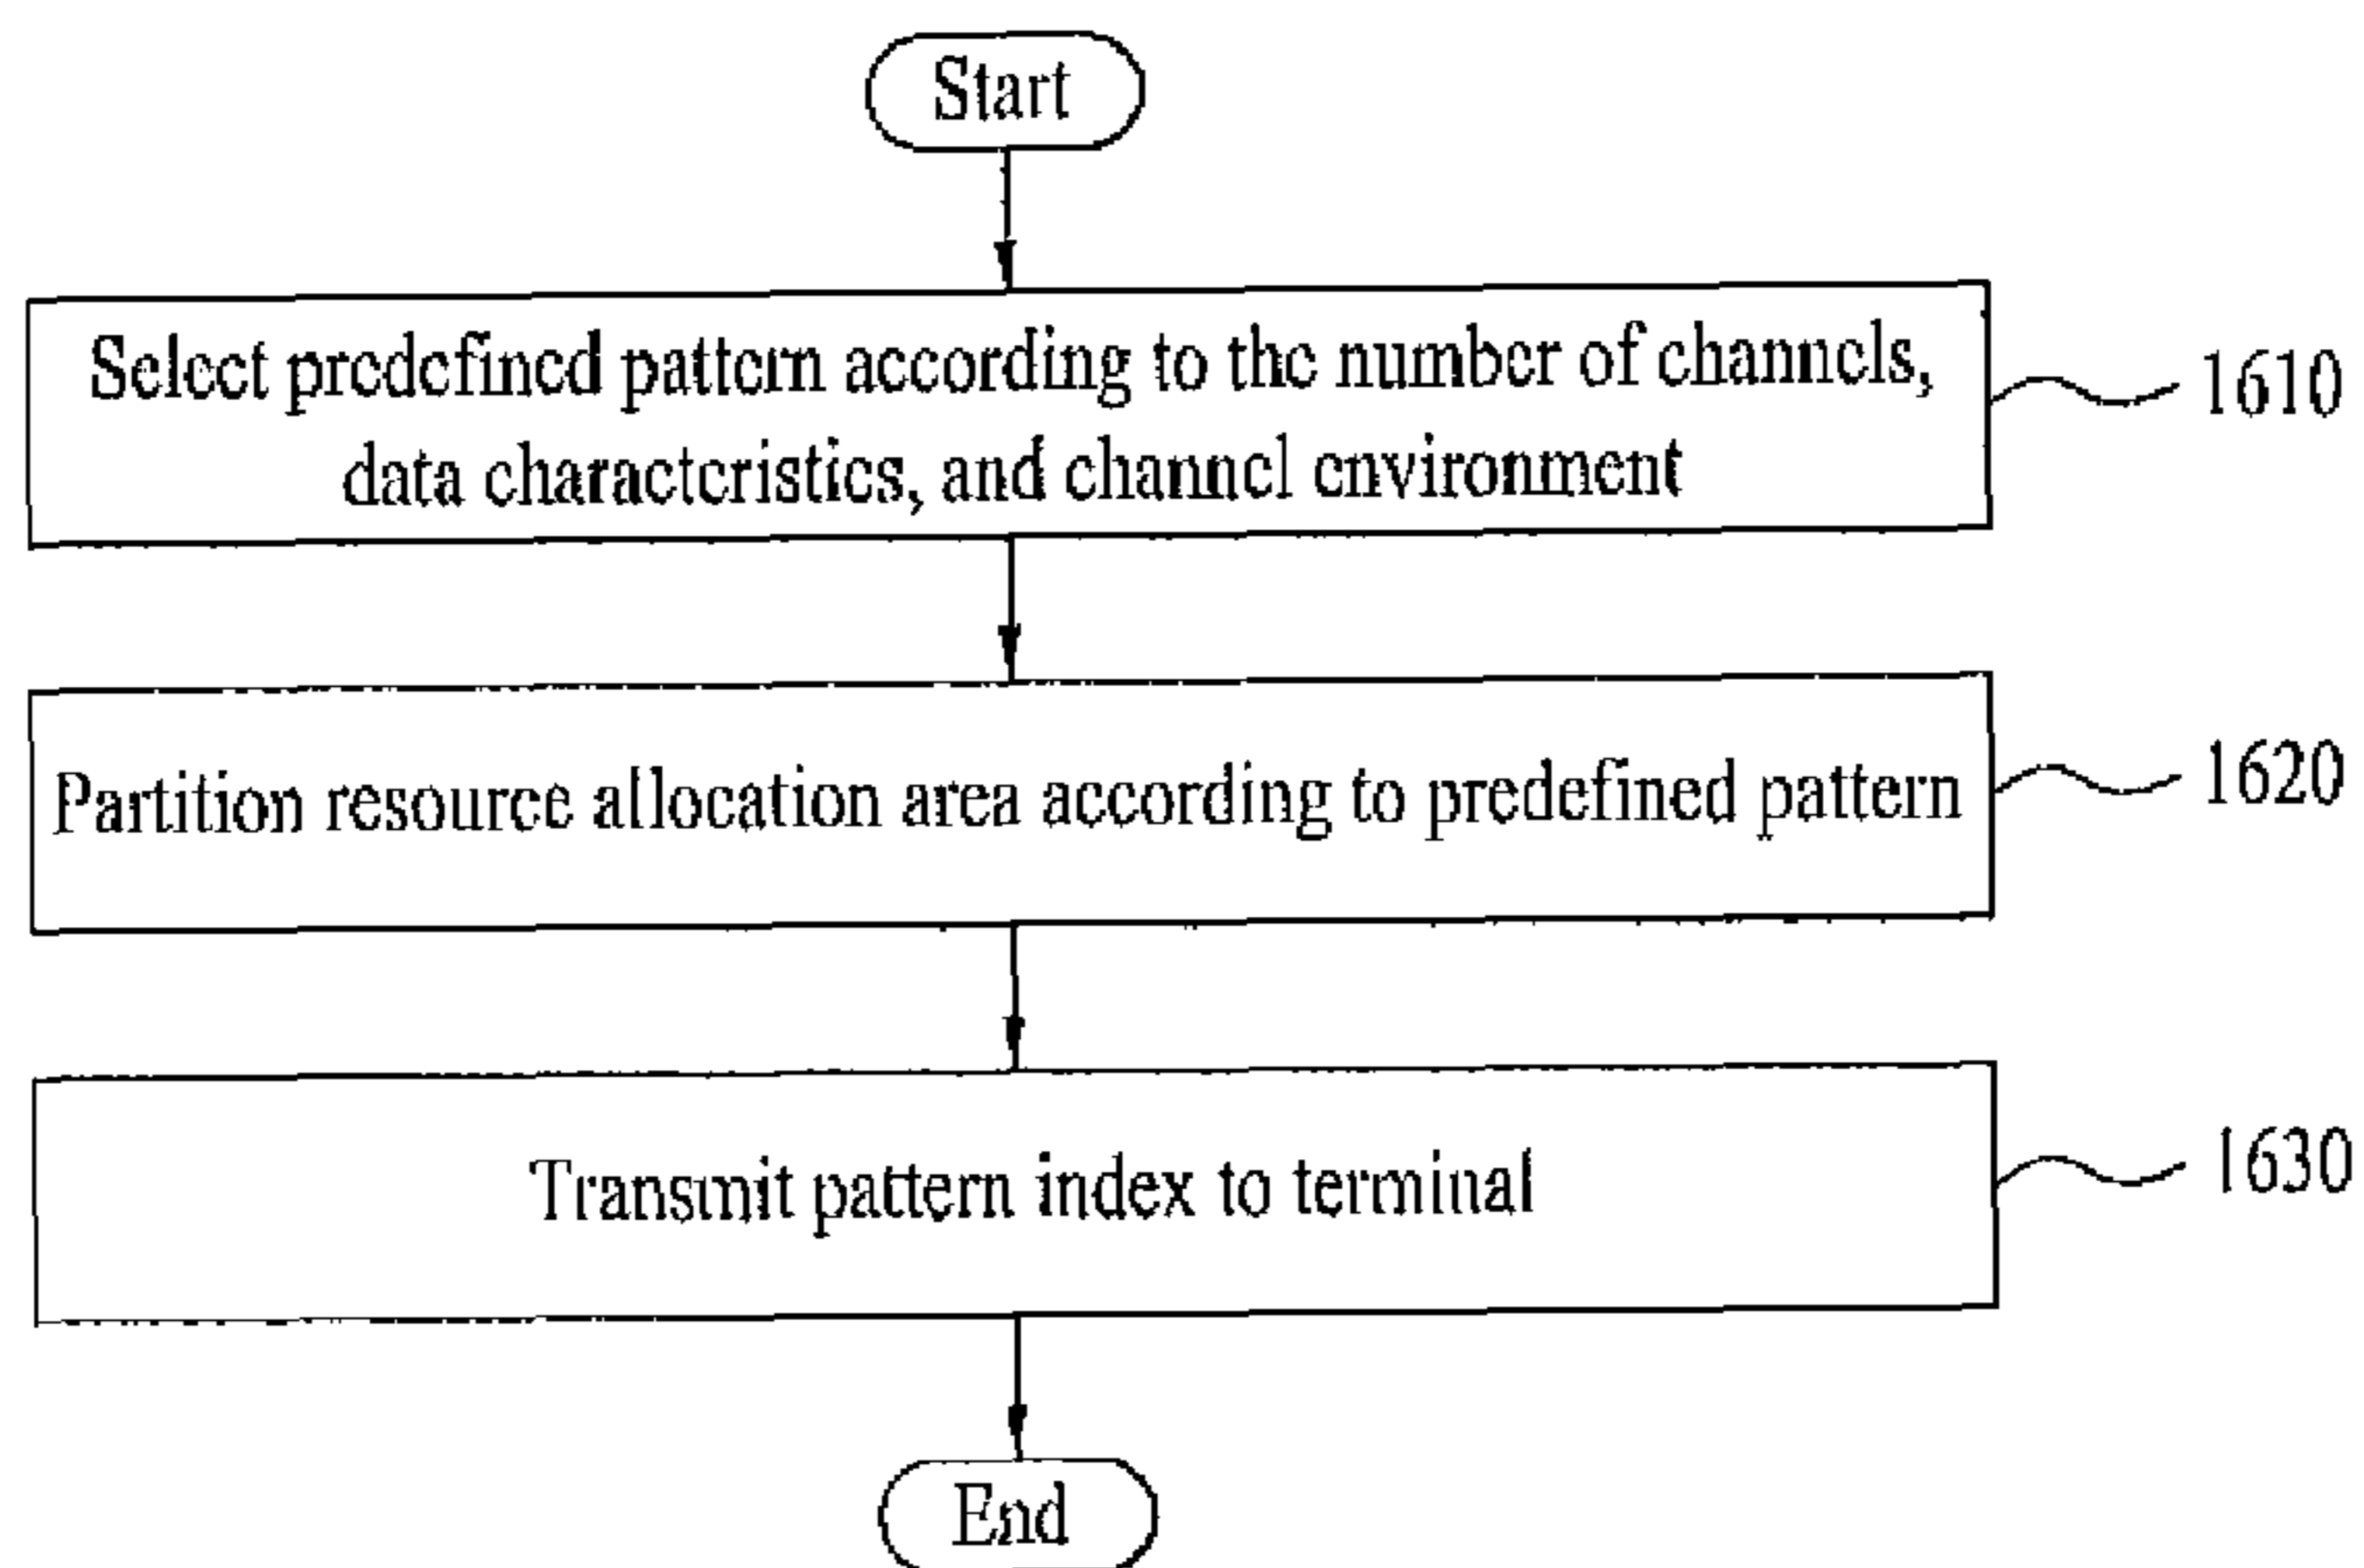 Start
Select predefined pattern according to the number of channels,
data characteristics, and channel environment
1610
Partition resource allocation area according to predefined pattern
1620
Transmit pattern index to terminal
1630
End